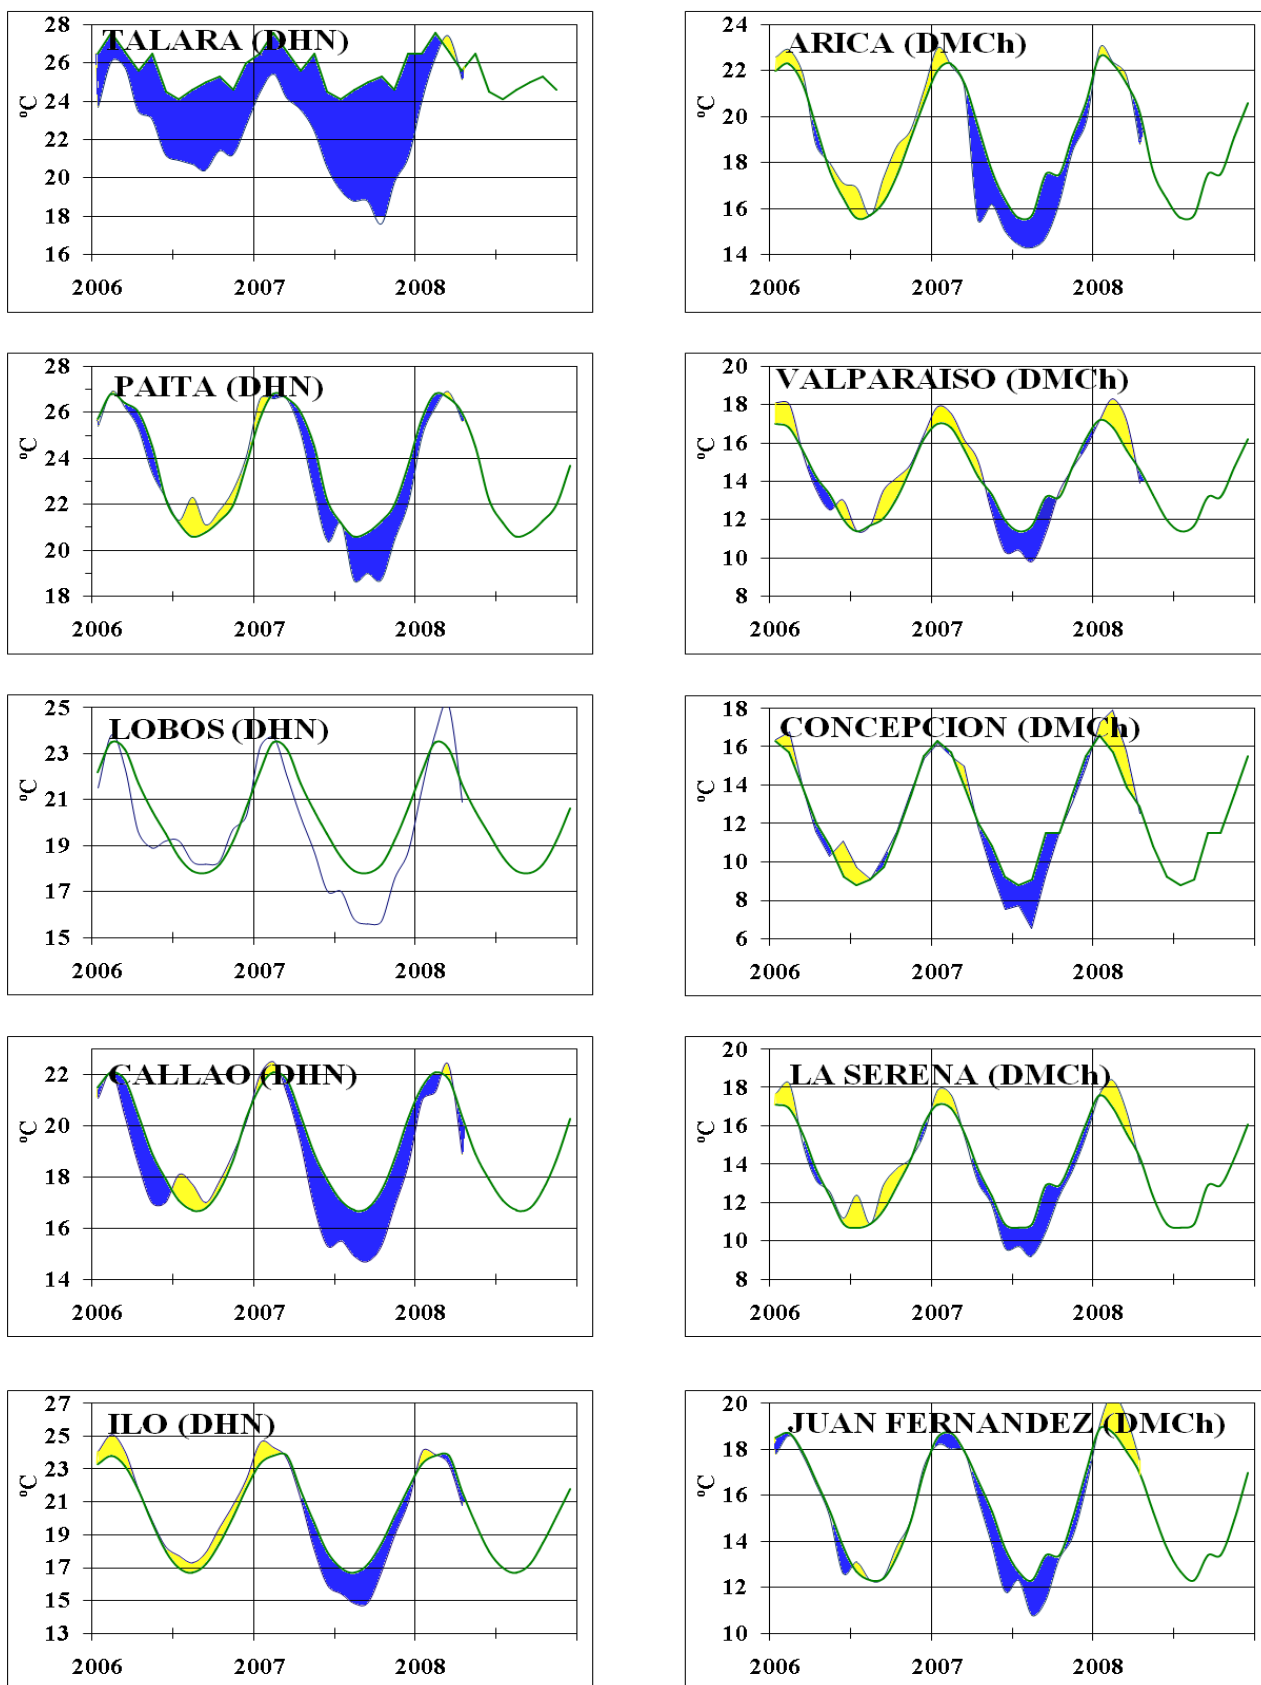 TALARA (DHN)
28
26
24
22
20
18
16
ºC
2006 2007 2008
ARICA (DMCh)
24
22
20
18
16
14
ºC
2006 2007 2008
PAITA (DHN)
28
26
24
22
20
18
ºC
2006 2007 2008
VALPARAISO (DMCh)
20
18
16
14
12
10
8
ºC
2006 2007 2008
LOBOS (DHN)
25
23
21
19
17
15
ºC
2006 2007 2008
CONCEPCION (DMCh)
18
16
14
12
10
8
6
ºC
2006 2007 2008
CALLAO (DHN)
22
20
18
16
14
ºC
2006 2007 2008
LA SERENA (DMCh)
20
18
16
14
12
10
8
ºC
2006 2007 2008
ILO (DHN)
27
25
23
21
19
17
15
13
ºC
2006 2007 2008
JUAN FERNANDEZ (DMCh)
20
18
16
14
12
10
ºC
2006 2007 2008